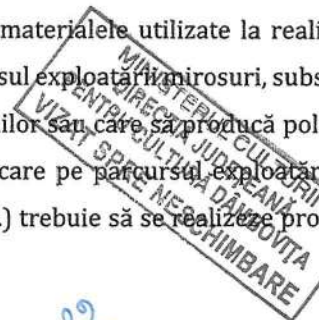 materialele utilizate la reali
sul exploatării mirosuri, subs
nilor sau care să producă pol
care pe parcursul exploatăr
.) trebuie să se realizeze pro
MINISTERUL CULTURII
DIRECȚIA JUDEȚEANĂ
PENTRU CULTURĂ DÂMBOVIȚA
VIZAT SPRE NESCHIMBARE